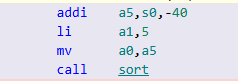 addi a5,s0,-40
li a1,5
mv a0,a5
call sort